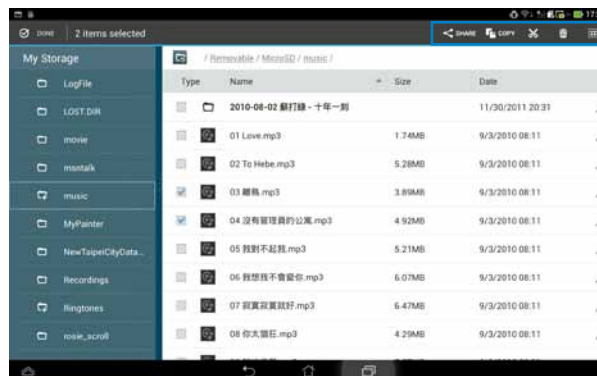 17:
DONE 2 items selected SHARE COPY
My Storage / Removable / MicroSD / music /
Type Name Size Date
LogFile
LOST.DIR
movie
msntalk
music
MyPainter
NewTaipeiCityData...
Recordings
Ringtones
rosie_scroll
2010-08-02 蘇打綠 - 十年一刻 11/30/2011 20:31
01 Love.mp3 1.74MB 9/3/2010 08:11
02 To Hebe.mp3 5.28MB 9/3/2010 08:11
03 離島.mp3 3.89MB 9/3/2010 08:11
04 沒有管理員的公寓.mp3 4.92MB 9/3/2010 08:11
05 我對不起我.mp3 5.21MB 9/3/2010 08:11
06 我想我不會愛你.mp3 6.07MB 9/3/2010 08:11
07 寂寞寂寞就好.mp3 6.47MB 9/3/2010 08:11
08 你太猖狂.mp3 4.29MB 9/3/2010 08:11